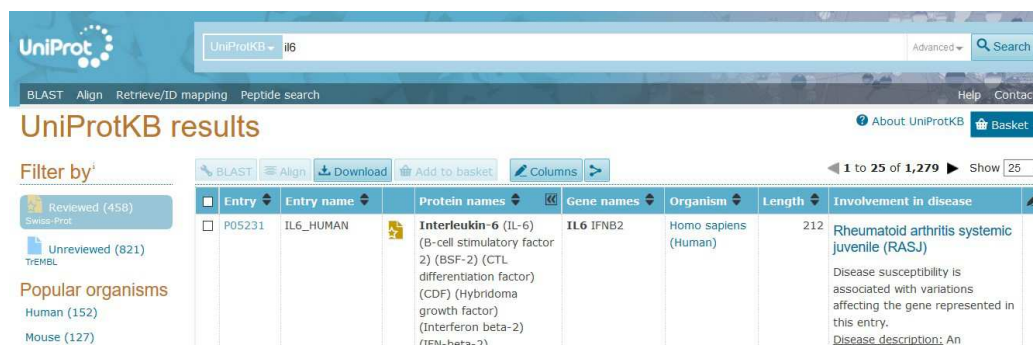 UniProt
UniProtKB
il6
Advanced
Search
BLAST Align Retrieve/ID mapping Peptide search
Help Contac
UniProtKB results
About UniProtKB
Basket
Filter by
BLAST Align Download Add to basket Columns
1 to 25 of 1,279 Show 25
Entry Entry name Protein names Gene names Organism Length Involvement in disease
Reviewed (458)
Swiss-Prot
Unreviewed (821)
TrEMBL
Popular organisms
Human (152)
Mouse (127)
P05231
IL6_HUMAN
Interleukin-6 (IL-6)
(B-cell stimulatory factor
2) (BSF-2) (CTL
differentiation factor)
(CDF) (Hybridoma
growth factor)
(Interferon beta-2)
(IFN-beta-2)
IL6 IFNB2
Homo sapiens
(Human)
212
Rheumatoid arthritis systemic
juvenile (RASJ)
Disease susceptibility is
associated with variations
affecting the gene represented in
this entry.
Disease description: An